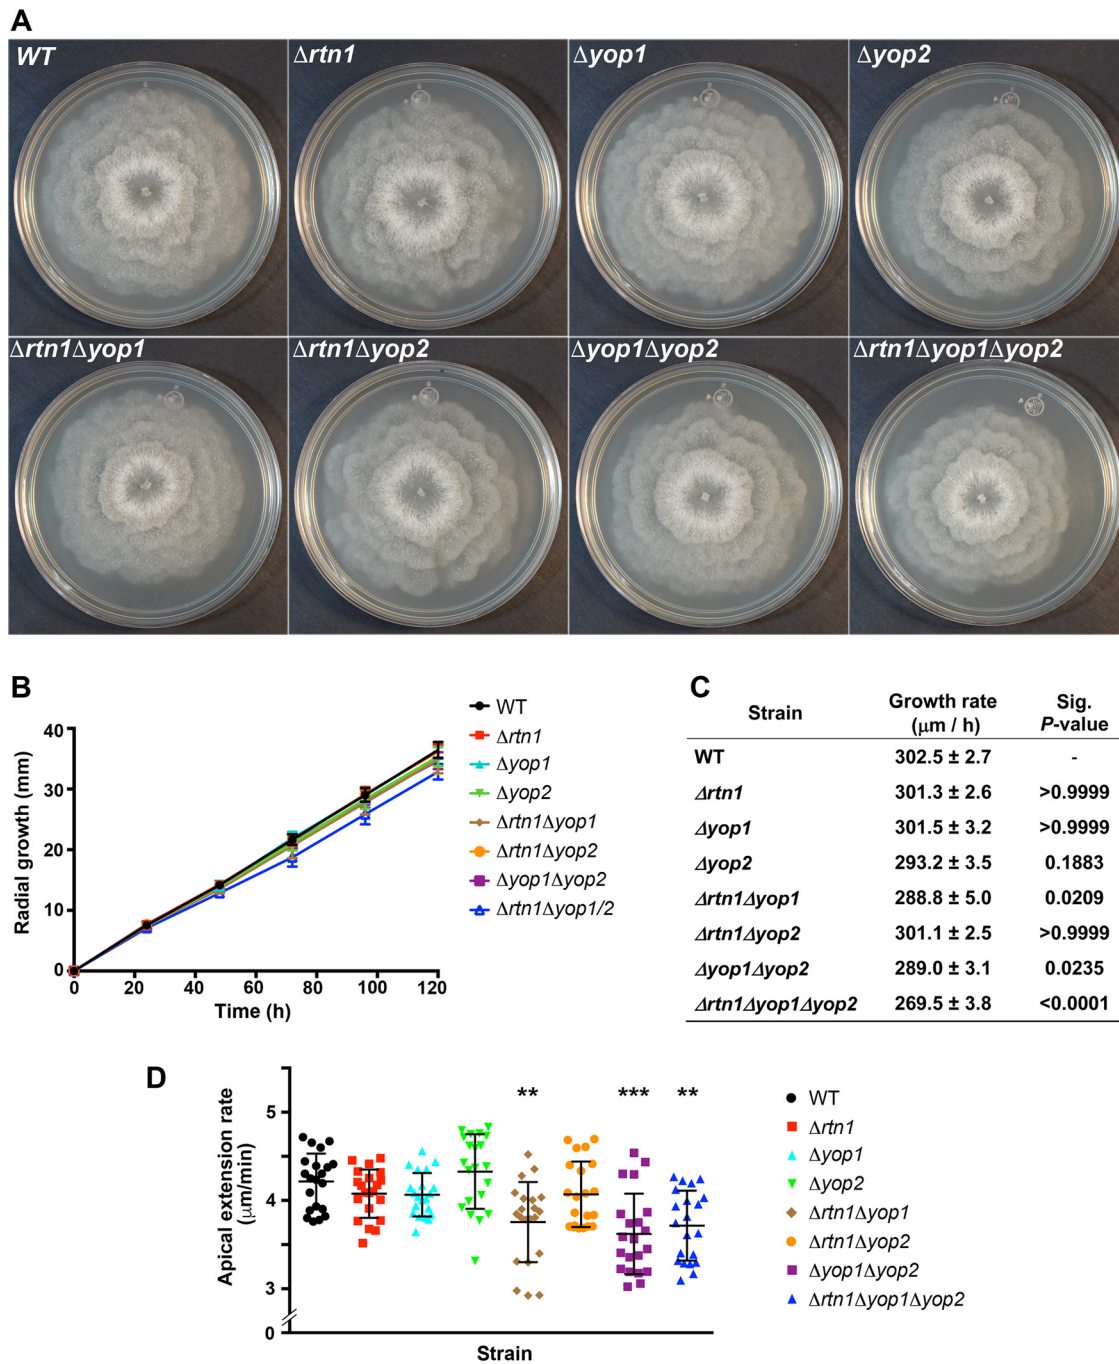 A
WT
Δrtn1
Δyop1
Δyop2
Δrtn1Δyop1
Δrtn1Δyop2
Δyop1Δyop2
Δrtn1Δyop1Δyop2
B
Radial growth (mm)
40
30
20
10
0
0 20 40 60 80 100 120
Time (h)
WT
Δrtn1
Δyop1
Δyop2
Δrtn1Δyop1
Δrtn1Δyop2
Δyop1Δyop2
Δrtn1Δyop1/2
C
Strain Growth rate (μm / h) Sig. P-value
WT 302.5 ± 2.7 -
Δrtn1 301.3 ± 2.6 >0.9999
Δyop1 301.5 ± 3.2 >0.9999
Δyop2 293.2 ± 3.5 0.1883
Δrtn1Δyop1 288.8 ± 5.0 0.0209
Δrtn1Δyop2 301.1 ± 2.5 >0.9999
Δyop1Δyop2 289.0 ± 3.1 0.0235
Δrtn1Δyop1Δyop2 269.5 ± 3.8 <0.0001
D
Apical extension rate
(μm/min)
5
4
3
0
** *** **
Strain
WT
Δrtn1
Δyop1
Δyop2
Δrtn1Δyop1
Δrtn1Δyop2
Δyop1Δyop2
Δrtn1Δyop1Δyop2